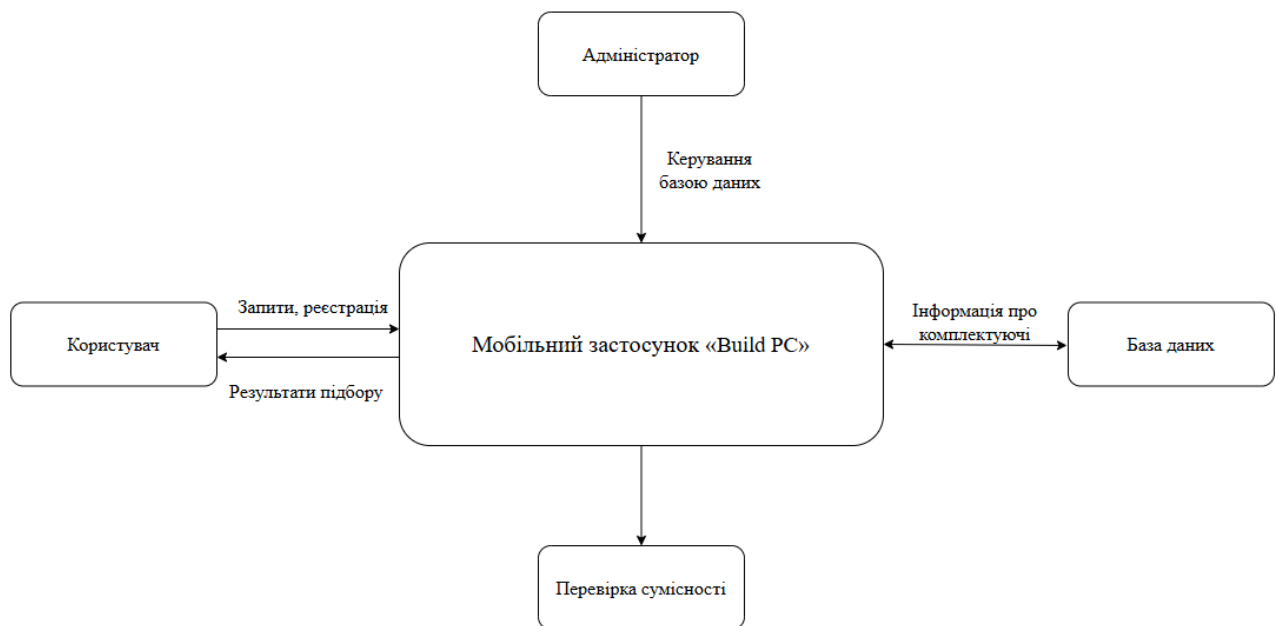 Адміністратор
Керування
базою даних
Запити, реєстрація
Користувач
Результати підбору
Мобільний застосунок «Build PC»
Інформація про
комплектуючі
База даних
Перевірка сумісності